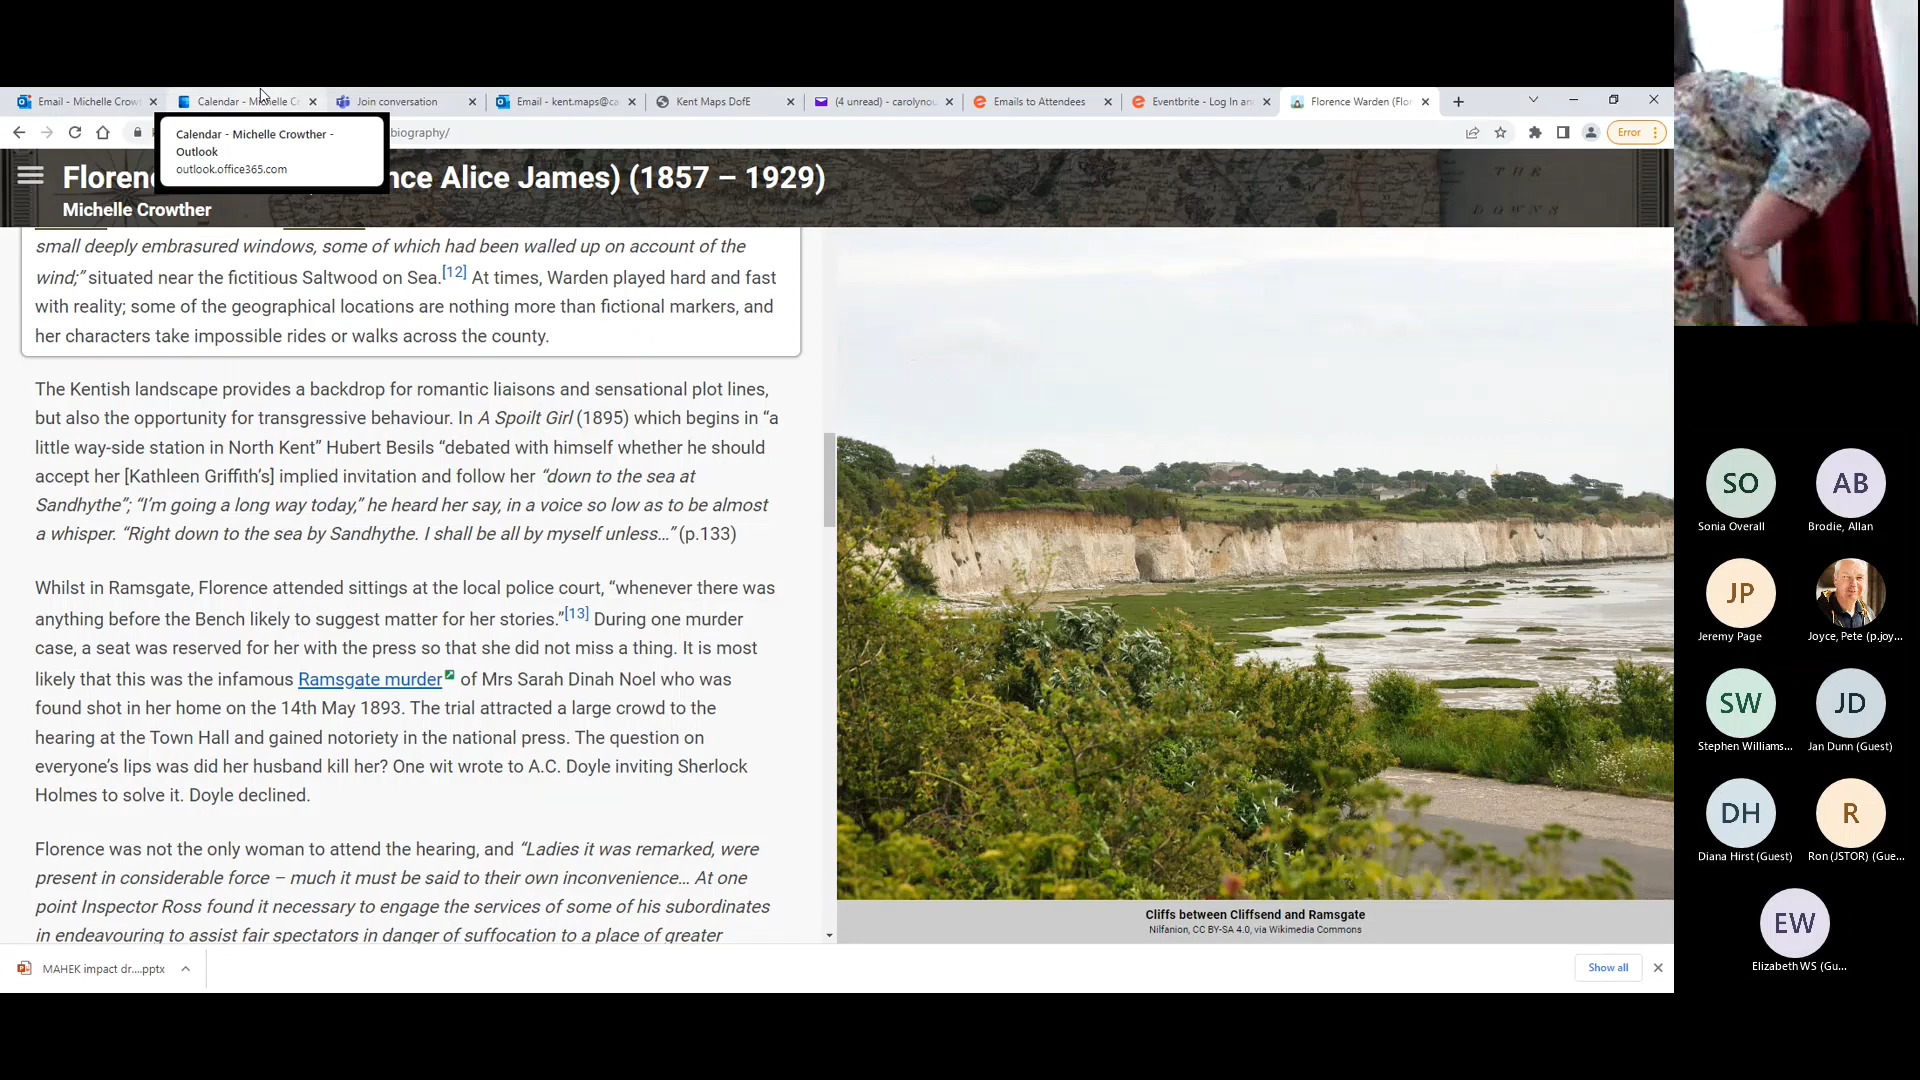 Email - Michelle Crowt
Calendar - Michelle Cr
Join conversation
Email - kent.maps@ca
Kent Maps DofE
(4 unread) - carolynou
Emails to Attendees
Eventbrite - Log In an
Florence Warden (Flor
biography/
Error
Calendar - Michelle Crowther -
Outlook
outlook.office365.com
nce Alice James) (1857 – 1929)
Michelle Crowther
THE
DOWNS
small deeply embrasured windows, some of which had been walled up on account of the
wind;” situated near the fictitious Saltwood on Sea.[12] At times, Warden played hard and fast
with reality; some of the geographical locations are nothing more than fictional markers, and
her characters take impossible rides or walks across the county.
The Kentish landscape provides a backdrop for romantic liaisons and sensational plot lines,
but also the opportunity for transgressive behaviour. In A Spoilt Girl (1895) which begins in “a
little way-side station in North Kent” Hubert Besils “debated with himself whether he should
accept her [Kathleen Griffith’s] implied invitation and follow her “down to the sea at
Sandhythe”; “I’m going a long way today,” he heard her say, in a voice so low as to be almost
a whisper. “Right down to the sea by Sandhythe. I shall be all by myself unless…” (p.133)
Whilst in Ramsgate, Florence attended sittings at the local police court, “whenever there was
anything before the Bench likely to suggest matter for her stories.”[13] During one murder
case, a seat was reserved for her with the press so that she did not miss a thing. It is most
likely that this was the infamous Ramsgate murder of Mrs Sarah Dinah Noel who was
found shot in her home on the 14th May 1893. The trial attracted a large crowd to the
hearing at the Town Hall and gained notoriety in the national press. The question on
everyone’s lips was did her husband kill her? One wit wrote to A.C. Doyle inviting Sherlock
Holmes to solve it. Doyle declined.
Florence was not the only woman to attend the hearing, and “Ladies it was remarked, were
present in considerable force – much it must be said to their own inconvenience… At one
point Inspector Ross found it necessary to engage the services of some of his subordinates
in endeavouring to assist fair spectators in danger of suffocation to a place of greater
Cliffs between Cliffsend and Ramsgate
Nilfanion, CC BY-SA 4.0, via Wikimedia Commons
MAHEK impact dr....pptx
Show all
SO
Sonia Overall
AB
Brodie, Allan
JP
Jeremy Page
Joyce, Pete (p.joy...
SW
Stephen Williams...
JD
Jan Dunn (Guest)
DH
Diana Hirst (Guest)
R
Ron (JSTOR) (Gue...
EW
Elizabeth WS (Gu...